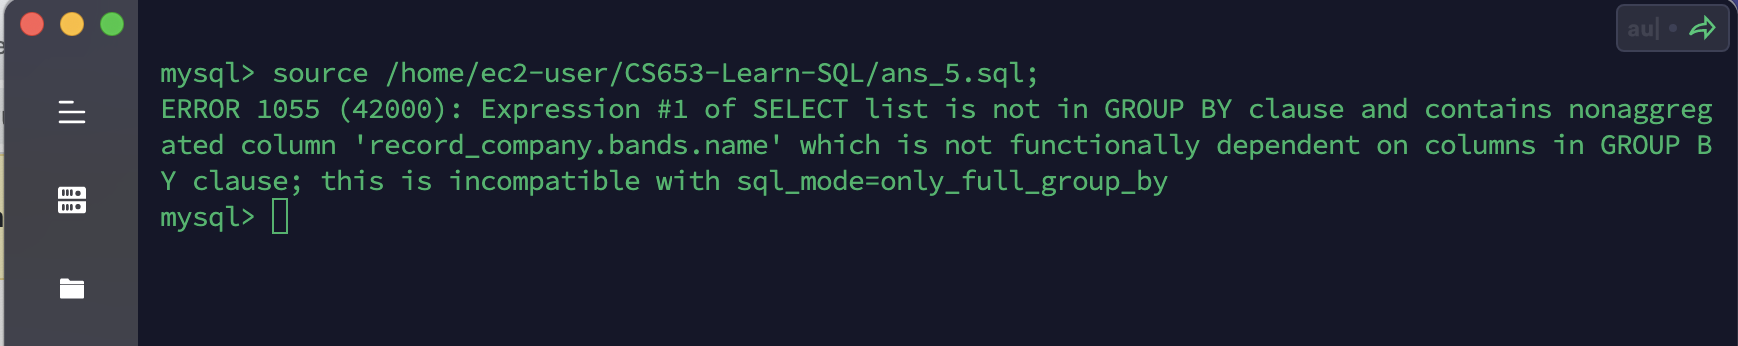 au|
mysql> source /home/ec2-user/CS653-Learn-SQL/ans_5.sql;
ERROR 1055 (42000): Expression #1 of SELECT list is not in GROUP BY clause and contains nonaggreg
ated column 'record_company.bands.name' which is not functionally dependent on columns in GROUP B
Y clause; this is incompatible with sql_mode=only_full_group_by
mysql>